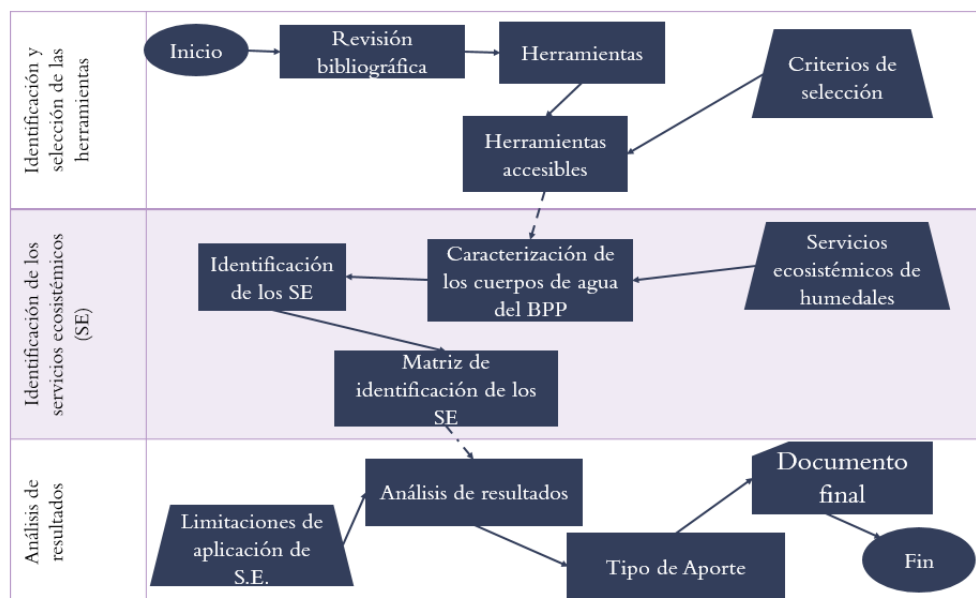 Identificación y
selección de las
herramientas
Inicio
Revisión
bibliográfica
Herramientas
Criterios de
selección
Herramientas
accesibles
Identificación de los
servicios ecosistémicos
(SE)
Identificación
de los SE
Caracterización de
los cuerpos de agua
del BPP
Servicios
ecosistémicos de
humedales
Matriz de
identificación de los
SE
Análisis de
resultados
Limitaciones de
aplicación de
S.E.
Análisis de resultados
Tipo de Aporte
Documento
final
Fin